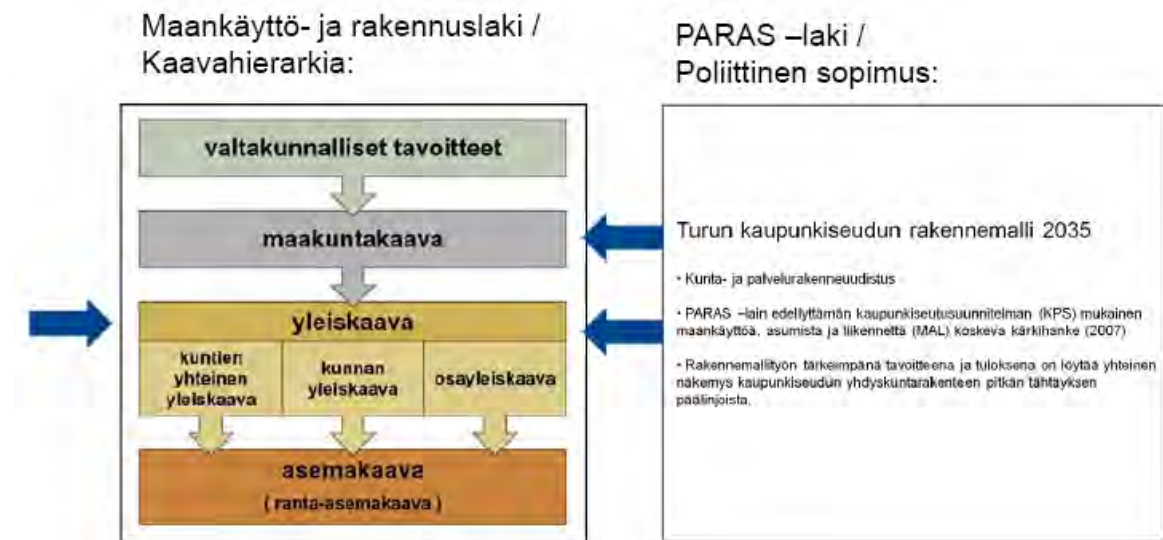 Maankäyttö- ja rakennuslaki /
Kaavahierarkia:
valtakunnalliset tavoitteet
maakuntakaava
yleiskaava
kuntien
yhteinen
yleiskaava
kunnan
yleiskaava
osayleiskaava
asemakaava
( ranta-asemakaava )
PARAS –laki /
Poliittinen sopimus:
Turun kaupunkiseudun rakennemalli 2035
• Kunta- ja palvelurakenneuudistus
• PARAS –lain edellyttämän kaupunkiseutusuunnitelman (KPS) mukainen
maankäyttöä, asumista ja liikennettä (MAL) koskeva kärkihanke (2007)
• Rakennemallityön tärkeimpänä tavoitteena ja tuloksena on löytää yhteinen
näkemys kaupunkiseudun yhdyskuntarakenteen pitkän tähtäyksen
päälinjoista.